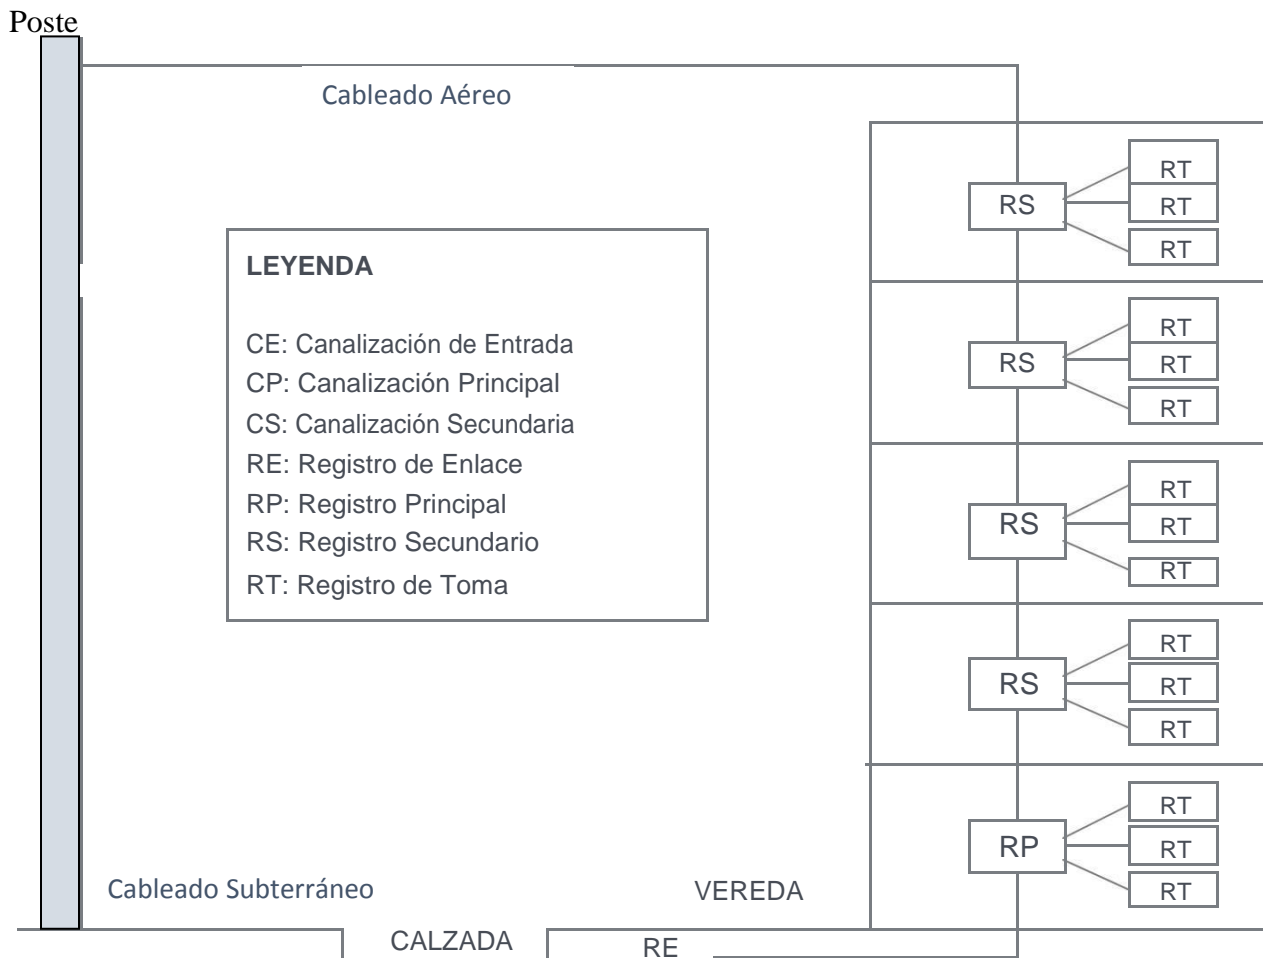 Poste
Cableado Aéreo
RT
RS
RT
RT
LEYENDA
CE: Canalización de Entrada
CP: Canalización Principal
CS: Canalización Secundaria
RE: Registro de Enlace
RP: Registro Principal
RS: Registro Secundario
RT: Registro de Toma
RT
RS
RT
RT
RT
RS
RT
RT
RT
RS
RT
RT
RT
RP
RT
RT
Cableado Subterráneo
VEREDA
CALZADA
RE